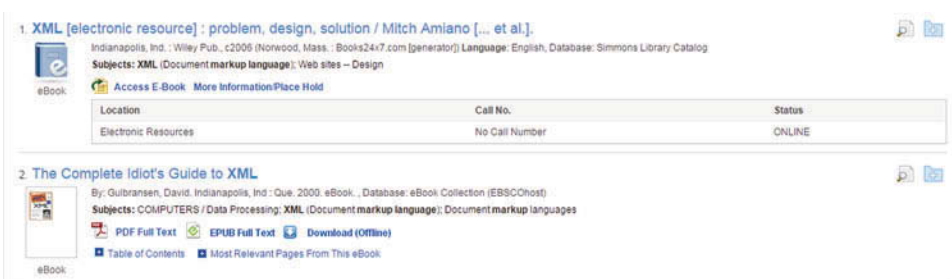 1. XML [electronic resource] : problem, design, solution / Mitch Amiano [... et al.].
Indianapolis, Ind. : Wiley Pub., c2006 (Norwood, Mass. : Books24x7.com [generator]) Language: English, Database: Simmons Library Catalog
Subjects: XML (Document markup language); Web sites -- Design
eBook
Access E-Book More Information/Place Hold
Location Call No. Status
Electronic Resources No Call Number ONLINE
2. The Complete Idiot's Guide to XML
By: Gulbransen, David. Indianapolis, Ind : Que. 2000. eBook. , Database: eBook Collection (EBSCOhost)
Subjects: COMPUTERS / Data Processing; XML (Document markup language); Document markup languages
PDF Full Text EPUB Full Text Download (Offline)
Table of Contents Most Relevant Pages From This eBook
eBook